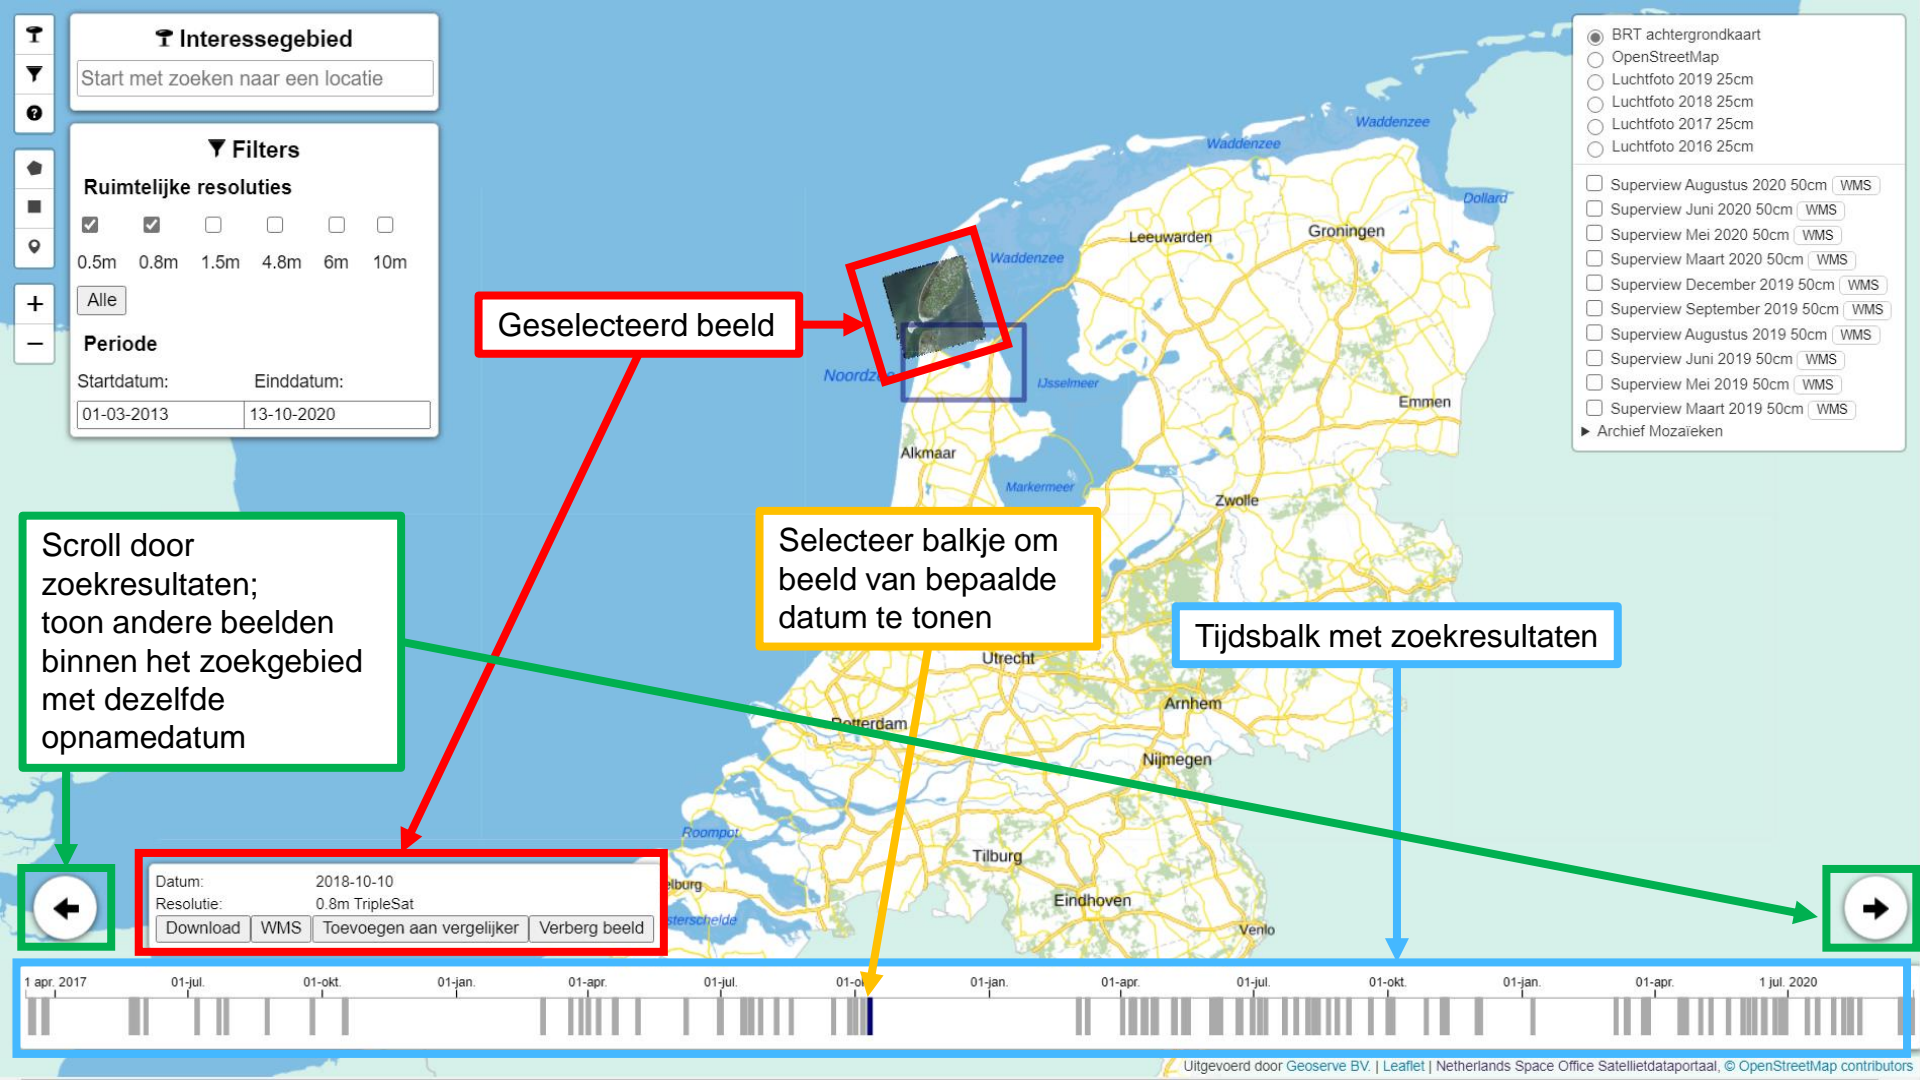 Interessegebied
Start met zoeken naar een locatie
Filters
Ruimtelijke resoluties
0.5m 0.8m 1.5m 4.8m 6m 10m
Alle
Periode
Startdatum: Einddatum:
01-03-2013 13-10-2020
BRT achtergrondkaart
OpenStreetMap
Luchtfoto 2019 25cm
Luchtfoto 2018 25cm
Luchtfoto 2017 25cm
Luchtfoto 2016 25cm
Superview Augustus 2020 50cm WMS
Superview Juni 2020 50cm WMS
Superview Mei 2020 50cm WMS
Superview Maart 2020 50cm WMS
Superview December 2019 50cm WMS
Superview September 2019 50cm WMS
Superview Augustus 2019 50cm WMS
Superview Juni 2019 50cm WMS
Superview Mei 2019 50cm WMS
Superview Maart 2019 50cm WMS
Archief Mozaïeken
Waddenzee
Waddenzee
Dollard
Leeuwarden
Groningen
Waddenzee
Geselecteerd beeld
IJsselmeer
Emmen
Alkmaar
Markermeer
Zwolle
Scroll door
zoekresultaten;
toon andere beelden
binnen het zoekgebied
met dezelfde
opnamedatum
Selecteer balkje om
beeld van bepaalde
datum te tonen
Tijdsbalk met zoekresultaten
Utrecht
Arnhem
Rotterdam
Nijmegen
Roompot
Tilburg
Eindhoven
Venlo
elburg
sterschelde
Datum: 2018-10-10
Resolutie: 0.8m TripleSat
Download WMS Toevoegen aan vergelijker Verberg beeld
1 apr. 2017 01-jul. 01-okt. 01-jan. 01-apr. 01-jul. 01-o 01-jan. 01-apr. 01-jul. 01-okt. 01-jan. 01-apr. 1 jul. 2020
Uitgevoerd door Geoserve BV. | Leaflet | Netherlands Space Office Satellietdataportaal, © OpenStreetMap contributors